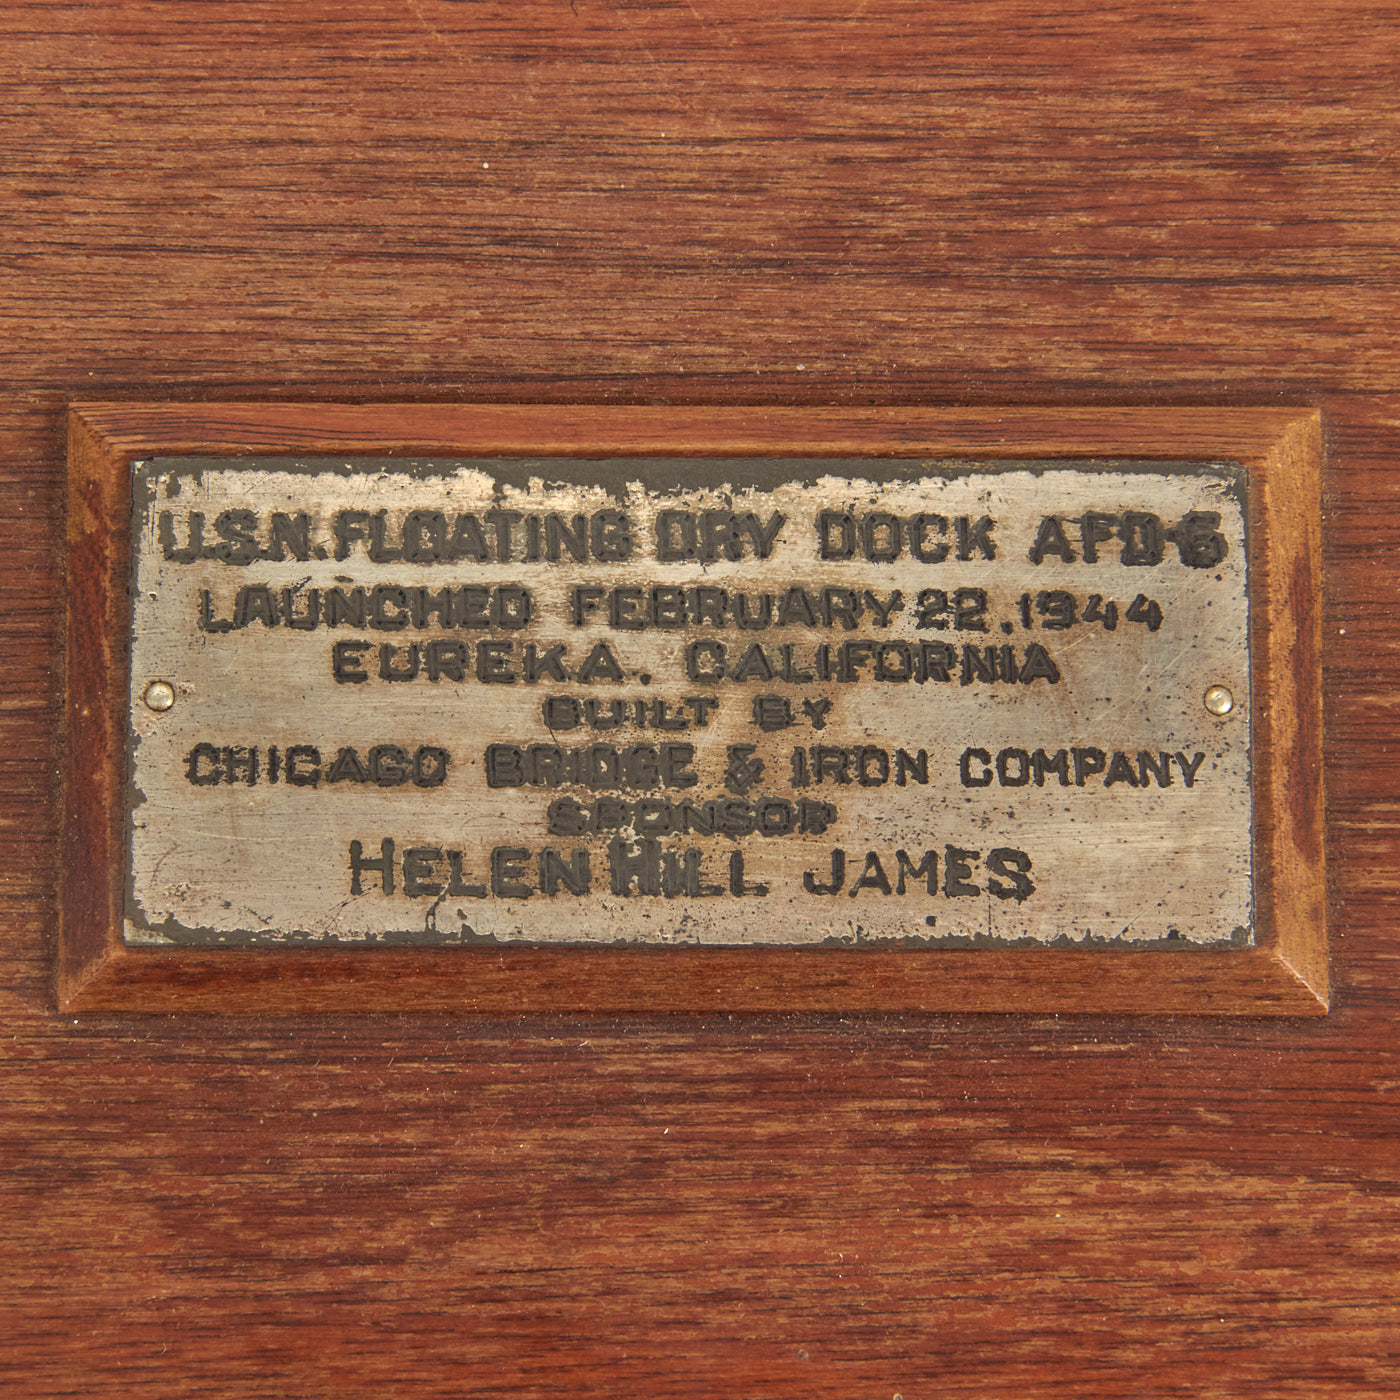 U.S.N. FLOATING DRY DOCK AFD-5
LAUNCHED FEBRUARY 22, 1944
EUREKA, CALIFORNIA
BUILT BY
CHICAGO BRIDGE & IRON COMPANY
SPONSOR
HELEN HILL JAMES